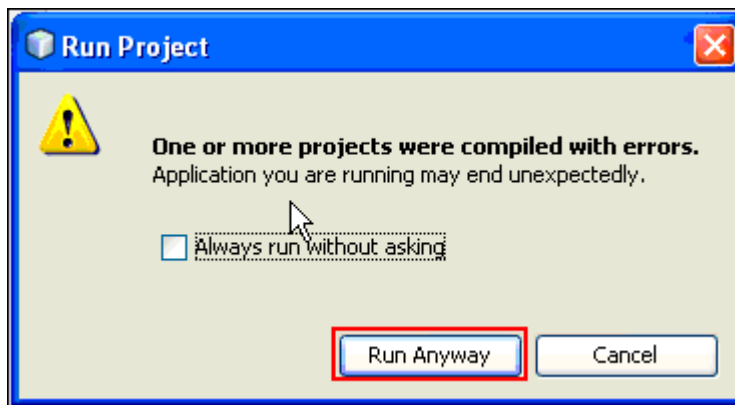 Run Project
One or more projects were compiled with errors.
Application you are running may end unexpectedly.
Always run without asking
Run Anyway
Cancel